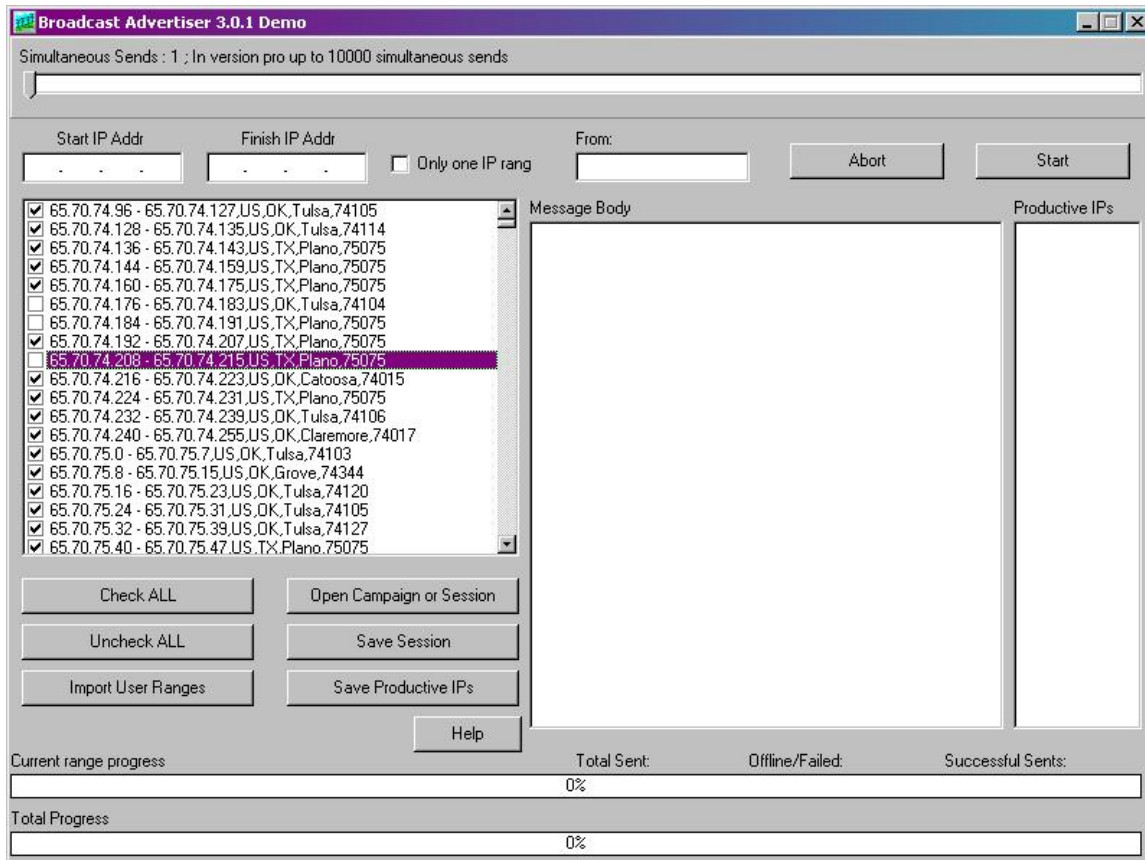 Broadcast Advertiser 3.0.1 Demo
Simultaneous Sends : 1 ; In version pro up to 10000 simultaneous sends
Start IP Addr Finish IP Addr From:
. . . . . . Only one IP rang Abort Start
Message Body Productive IPs
65.70.74.96 - 65.70.74.127,US,OK,Tulsa,74105
65.70.74.128 - 65.70.74.135,US,OK,Tulsa,74114
65.70.74.136 - 65.70.74.143,US,TX,Plano,75075
65.70.74.144 - 65.70.74.159,US,TX,Plano,75075
65.70.74.160 - 65.70.74.175,US,TX,Plano,75075
65.70.74.176 - 65.70.74.183,US,OK,Tulsa,74104
65.70.74.184 - 65.70.74.191,US,TX,Plano,75075
65.70.74.192 - 65.70.74.207,US,TX,Plano,75075
65.70.74.208 - 65.70.74.215,US,TX,Plano,75075
65.70.74.216 - 65.70.74.223,US,OK,Catoosa,74015
65.70.74.224 - 65.70.74.231,US,TX,Plano,75075
65.70.74.232 - 65.70.74.239,US,OK,Tulsa,74106
65.70.74.240 - 65.70.74.255,US,OK,Claremore,74017
65.70.75.0 - 65.70.75.7,US,OK,Tulsa,74103
65.70.75.8 - 65.70.75.15,US,OK,Grove,74344
65.70.75.16 - 65.70.75.23,US,OK,Tulsa,74120
65.70.75.24 - 65.70.75.31,US,OK,Tulsa,74105
65.70.75.32 - 65.70.75.39,US,OK,Tulsa,74127
65.70.75.40 - 65.70.75.47,US,TX,Plano,75075
Check ALL Open Campaign or Session
Uncheck ALL Save Session
Import User Ranges Save Productive IPs
Help
Current range progress Total Sent: Offline/Failed: Successful Sents:
0%
Total Progress
0%